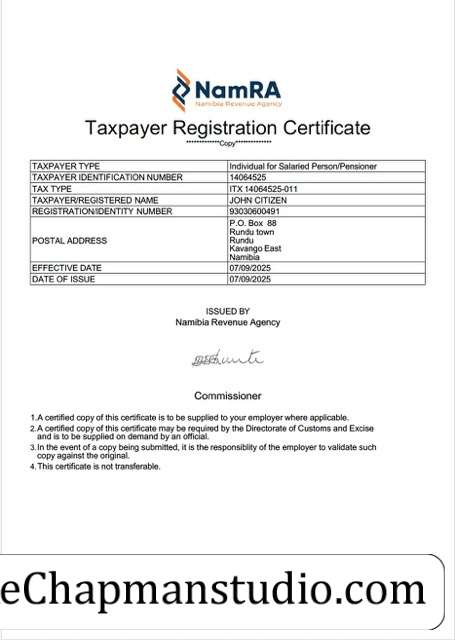 NamRA
Namibia Revenue Agency
Taxpayer Registration Certificate
*************Copy**************
TAXPAYER TYPE Individual for Salaried Person/Pensioner
TAXPAYER IDENTIFICATION NUMBER 14064525
TAX TYPE ITX 14064525-011
TAXPAYER/REGISTERED NAME JOHN CITIZEN
REGISTRATION/IDENTITY NUMBER 93030600491
POSTAL ADDRESS P.O. Box 88
Rundu town
Rundu
Kavango East
Namibia
EFFECTIVE DATE 07/09/2025
DATE OF ISSUE 07/09/2025
ISSUED BY
Namibia Revenue Agency
Commissioner
1. A certified copy of this certificate is to be supplied to your employer where applicable.
2. A certified copy of this certificate may be required by the Directorate of Customs and Excise
and is to be supplied on demand by an official.
3. In the event of a copy being submitted, it is the responsiblity of the employer to validate such
copy against the original.
4. This certificate is not transferable.
eChapmanstudio.com